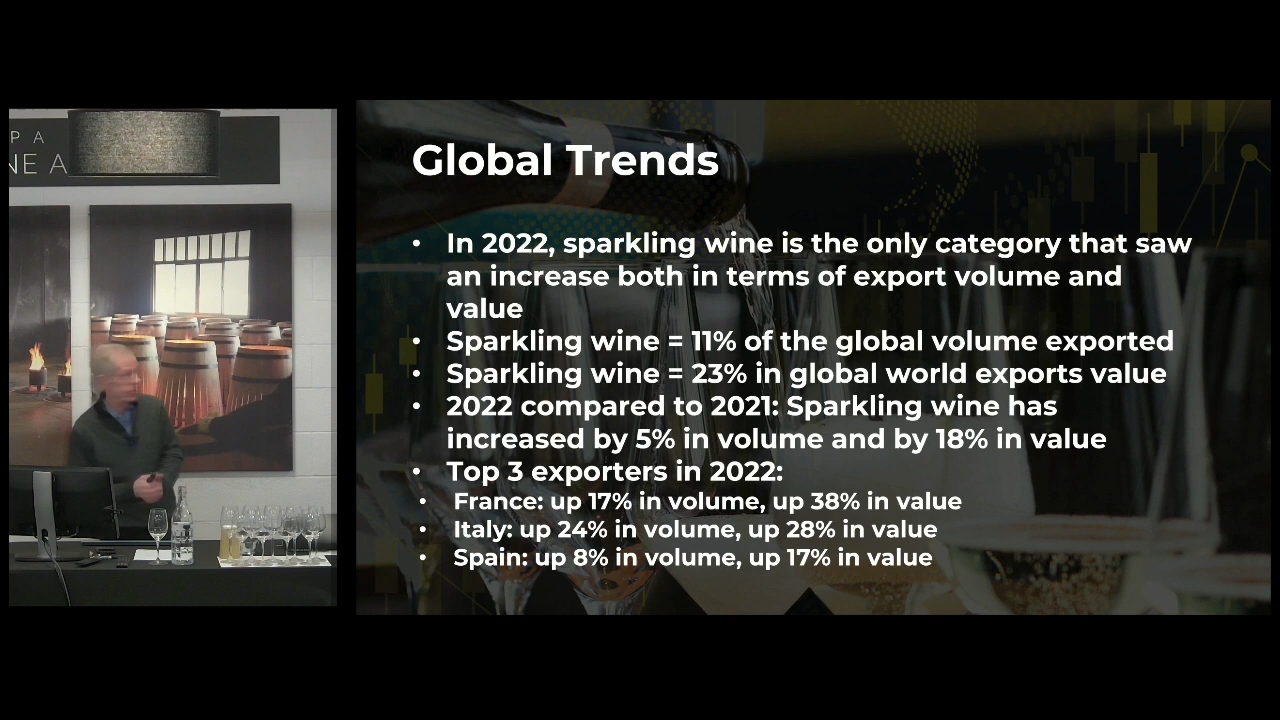 P A
NE A
Global Trends
• In 2022, sparkling wine is the only category that saw
an increase both in terms of export volume and
value
• Sparkling wine = 11% of the global volume exported
• Sparkling wine = 23% in global world exports value
• 2022 compared to 2021: Sparkling wine has
increased by 5% in volume and by 18% in value
• Top 3 exporters in 2022:
• France: up 17% in volume, up 38% in value
• Italy: up 24% in volume, up 28% in value
• Spain: up 8% in volume, up 17% in value